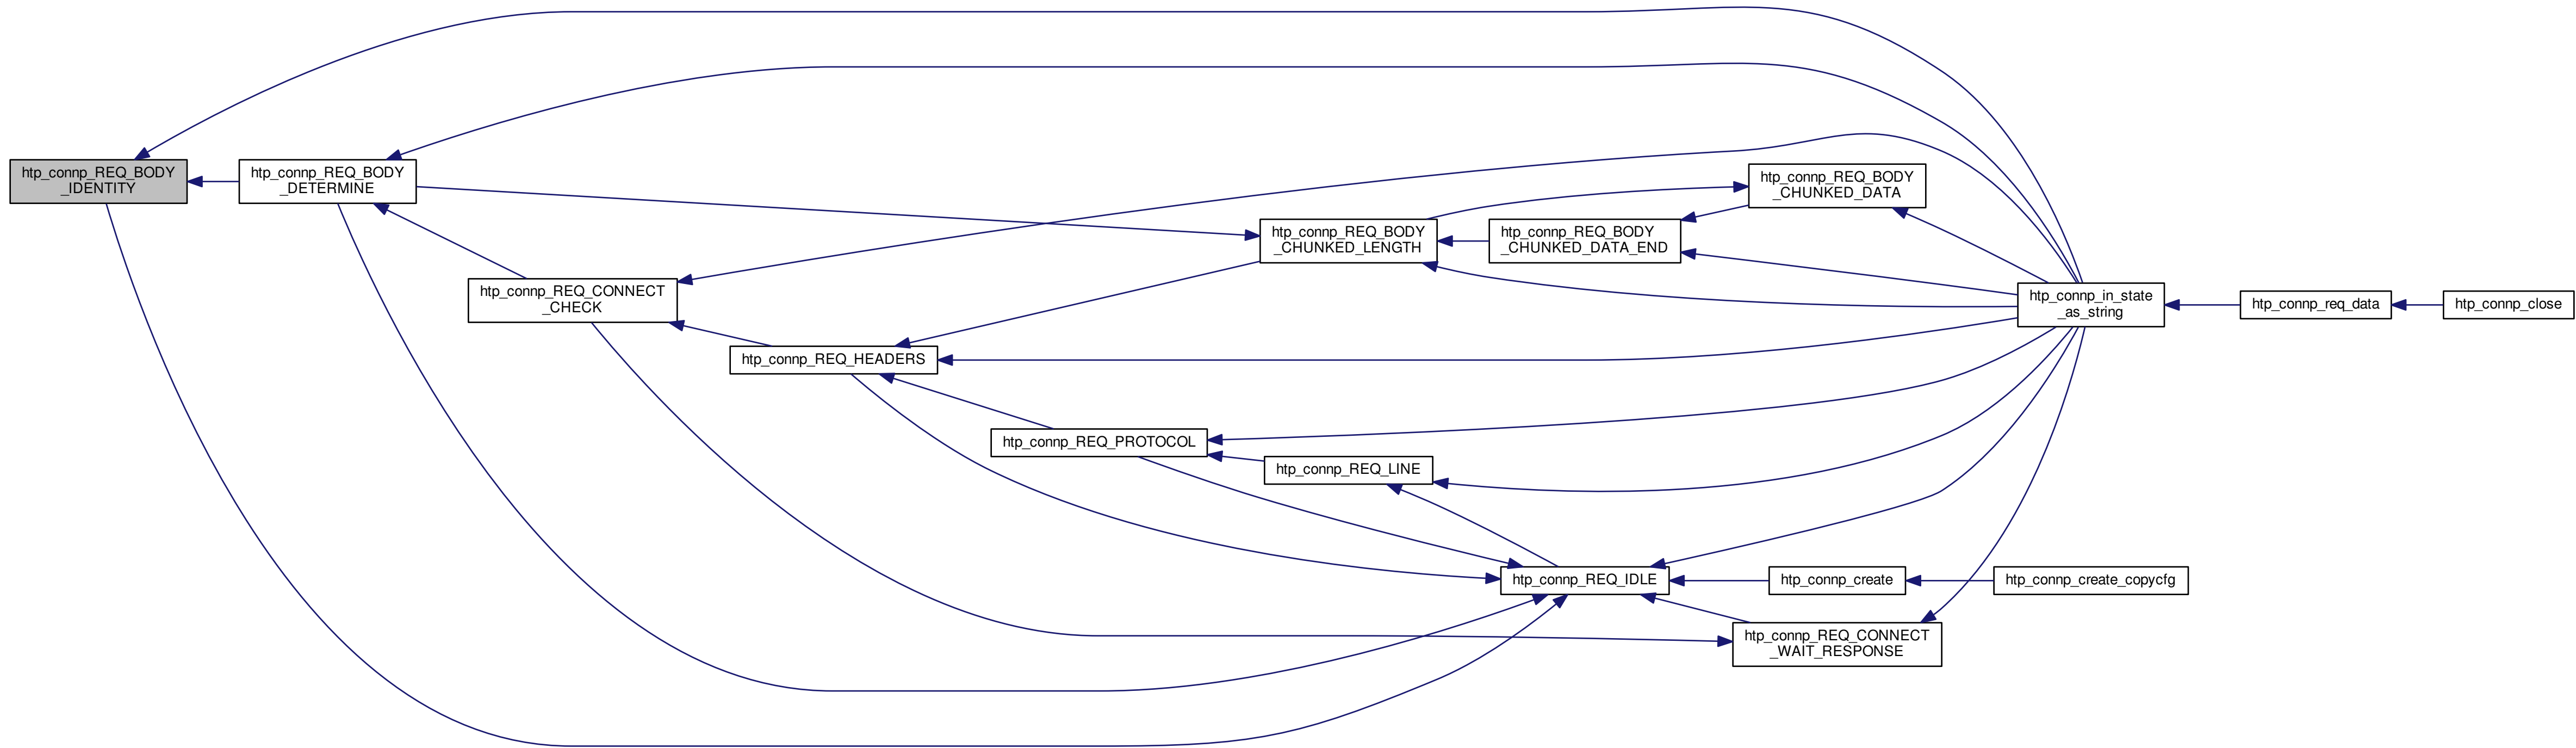 htp_connp_REQ_BODY
_IDENTITY
htp_connp_REQ_BODY
_DETERMINE
htp_connp_REQ_CONNECT
_CHECK
htp_connp_REQ_HEADERS
htp_connp_REQ_PROTOCOL
htp_connp_REQ_BODY
_CHUNKED_LENGTH
htp_connp_REQ_LINE
htp_connp_REQ_BODY
_CHUNKED_DATA_END
htp_connp_REQ_IDLE
htp_connp_REQ_BODY
_CHUNKED_DATA
htp_connp_create
htp_connp_REQ_CONNECT
_WAIT_RESPONSE
htp_connp_in_state
_as_string
htp_connp_create_copycfg
htp_connp_req_data
htp_connp_close